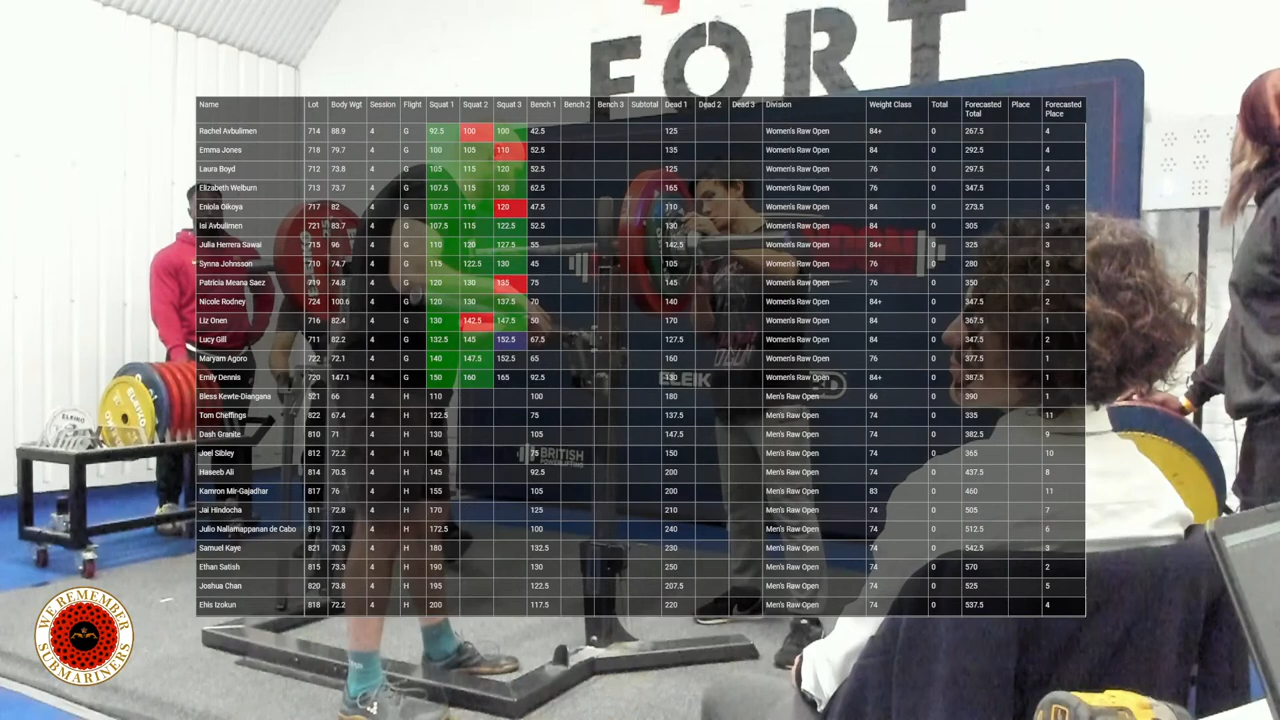 FORT
Name Lot Body Wgt Session Flight Squat 1 Squat 2 Squat 3 Bench 1 Bench 2 Bench 3 Subtotal Dead 1 Dead 2 Dead 3 Division Weight Class Total Forecasted Total Place Forecasted Place
Rachel Avbulimen 714 88.9 4 G 92.5 100 100 42.5 125 Women's Raw Open 84+ 0 267.5 4
Emma Jones 718 79.7 4 G 100 105 110 52.5 135 Women's Raw Open 84 0 292.5 4
Laura Boyd 712 73.8 4 G 105 115 120 52.5 125 Women's Raw Open 76 0 297.5 4
Elizabeth Welburn 713 73.7 4 G 107.5 115 120 62.5 165 Women's Raw Open 76 0 347.5 3
Eniola Oikoya 717 82 4 G 107.5 116 120 47.5 110 Women's Raw Open 84 0 273.5 6
Isi Avbulimen 721 83.7 4 G 107.5 115 122.5 52.5 130 Women's Raw Open 84 0 305 3
Julia Herrera Sawai 715 96 4 G 110 120 127.5 55 142.5 Women's Raw Open 84+ 0 325 3
Synna Johnsson 710 74.7 4 G 115 122.5 130 45 105 Women's Raw Open 76 0 280 5
Patricia Meana Saez 719 74.8 4 G 120 130 135 75 145 Women's Raw Open 76 0 350 2
Nicole Rodney 724 100.6 4 G 120 130 137.5 70 140 Women's Raw Open 84+ 0 347.5 2
Liz Onen 716 82.4 4 G 130 142.5 147.5 50 170 Women's Raw Open 84 0 367.5 1
Lucy Gill 711 82.2 4 G 132.5 145 152.5 67.5 127.5 Women's Raw Open 84 0 347.5 2
Maryam Agoro 722 72.1 4 G 140 147.5 152.5 65 160 Women's Raw Open 76 0 377.5 1
Emily Dennis 720 147.1 4 G 150 160 165 92.5 130 Women's Raw Open 84+ 0 387.5 1
Bless Kewte-Diangana 521 66 4 H 110 100 180 Men's Raw Open 66 0 390 1
Tom Cheffings 822 67.4 4 H 122.5 75 137.5 Men's Raw Open 74 0 335 11
Dash Granite 810 71 4 H 130 105 147.5 Men's Raw Open 74 0 382.5 9
Joel Sibley 812 72.2 4 H 140 75 150 Men's Raw Open 74 0 365 10
Haseeb Ali 814 70.5 4 H 145 92.5 200 Men's Raw Open 74 0 437.5 8
Kamron Mir-Gajadhar 817 76 4 H 155 105 200 Men's Raw Open 83 0 460 11
Jai Hindocha 811 72.8 4 H 170 125 210 Men's Raw Open 74 0 505 7
Julio Nallamappanan de Cabo 819 72.1 4 H 172.5 100 240 Men's Raw Open 74 0 512.5 6
Samuel Kaye 821 70.3 4 H 180 132.5 230 Men's Raw Open 74 0 542.5 3
Ethan Satish 815 73.3 4 H 190 130 250 Men's Raw Open 74 0 570 2
Joshua Chan 820 73.8 4 H 195 122.5 207.5 Men's Raw Open 74 0 525 5
Ehis Izokun 818 72.2 4 H 200 117.5 220 Men's Raw Open 74 0 537.5 4
ELEIKO
ELEIK
BRITISH
POWERLIFTING
WE REMEMBER
SUBMARINERS